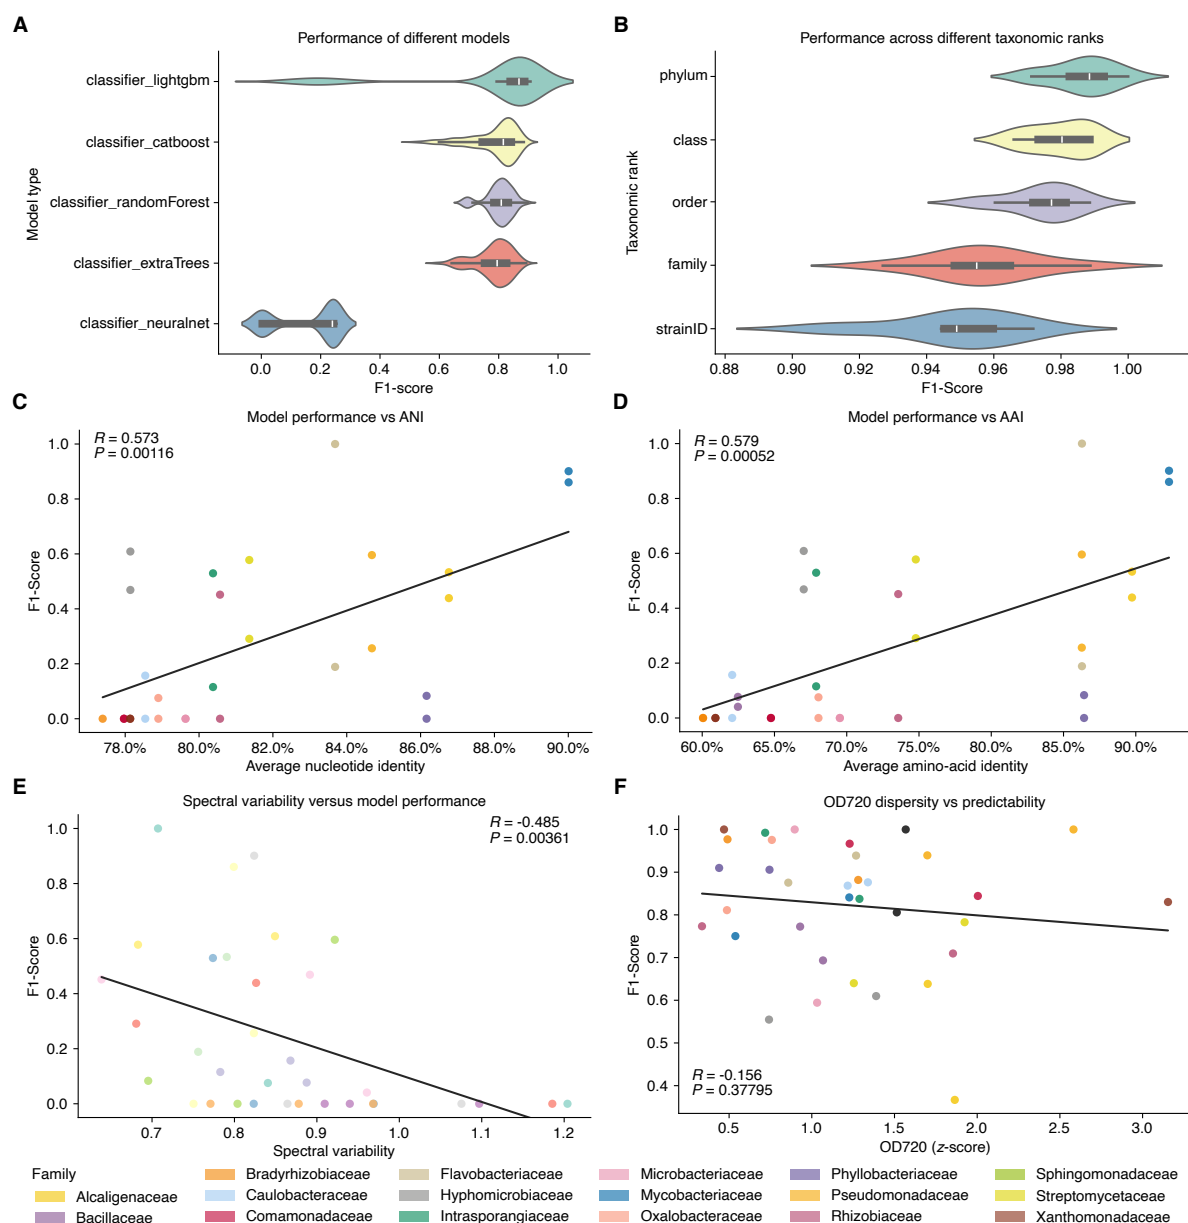 A
Performance of different models
Model type
classifier_lightgbm
classifier_catboost
classifier_randomForest
classifier_extraTrees
classifier_neuralnet
0.0 0.2 0.4 0.6 0.8 1.0
F1-score
B
Performance across different taxonomic ranks
Taxonomic rank
phylum
class
order
family
strainID
0.88 0.90 0.92 0.94 0.96 0.98 1.00
F1-Score
C
Model performance vs ANI
R = 0.573
P = 0.00116
F1-Score
1.0
0.8
0.6
0.4
0.2
0.0
78.0% 80.0% 82.0% 84.0% 86.0% 88.0% 90.0%
Average nucleotide identity
D
Model performance vs AAI
R = 0.579
P = 0.00052
F1-Score
1.0
0.8
0.6
0.4
0.2
0.0
60.0% 65.0% 70.0% 75.0% 80.0% 85.0% 90.0%
Average amino-acid identity
E
Spectral variability versus model performance
R = -0.485
P = 0.00361
F1-Score
1.0
0.8
0.6
0.4
0.2
0.0
0.7 0.8 0.9 1.0 1.1 1.2
Spectral variability
F
OD720 dispersity vs predictability
F1-Score
1.0
0.9
0.8
0.7
0.6
0.5
0.4
R = -0.156
P = 0.37795
0.5 1.0 1.5 2.0 2.5 3.0
OD720 (z-score)
Family
Alcaligenaceae
Bacillaceae
Bradyrhizobiaceae
Caulobacteraceae
Comamonadaceae
Flavobacteriaceae
Hyphomicrobiaceae
Intrasporangiaceae
Microbacteriaceae
Mycobacteriaceae
Oxalobacteraceae
Phyllobacteriaceae
Pseudomonadaceae
Rhizobiaceae
Sphingomonadaceae
Streptomycetaceae
Xanthomonadaceae